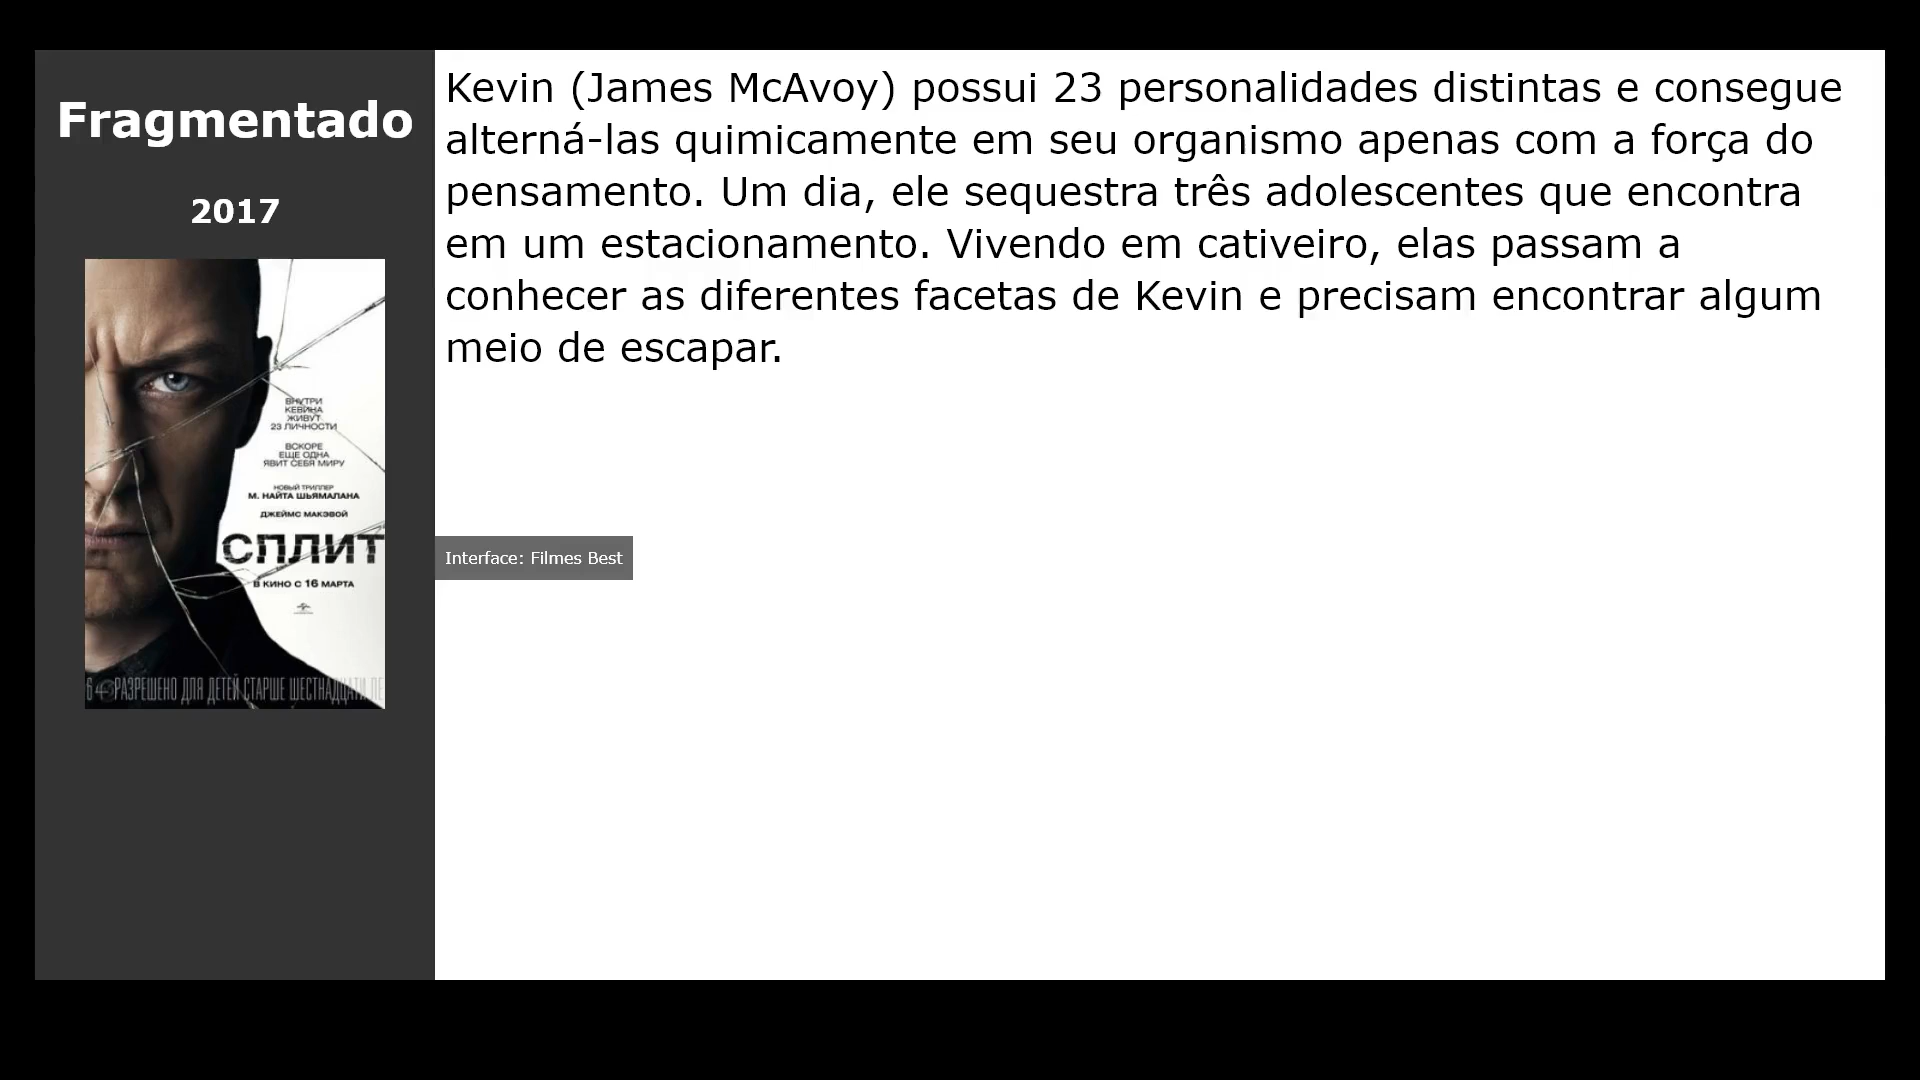 Fragmentado
2017
ВНУТРИ
КЕВИНА
ЖИВУТ
23 ЛИЧНОСТИ
ВСКОРЕ
ЕЩЕ ОДНА
ЯВИТ СЕБЯ МИРУ
НОВЫЙ ТРИЛЛЕР
М. НАЙТА ШЬЯМАЛАНА
ДЖЕЙМС МАКЭВОЙ
СПЛИТ
В КИНО С 16 МАРТА
РАЗРЕШЕНО ДЛЯ ДЕТЕЙ СТАРШЕ ШЕСТНАДЦАТИ
Kevin (James McAvoy) possui 23 personalidades distintas e consegue
alterná-las quimicamente em seu organismo apenas com a força do
pensamento. Um dia, ele sequestra três adolescentes que encontra
em um estacionamento. Vivendo em cativeiro, elas passam a
conhecer as diferentes facetas de Kevin e precisam encontrar algum
meio de escapar.
Interface: Filmes Best